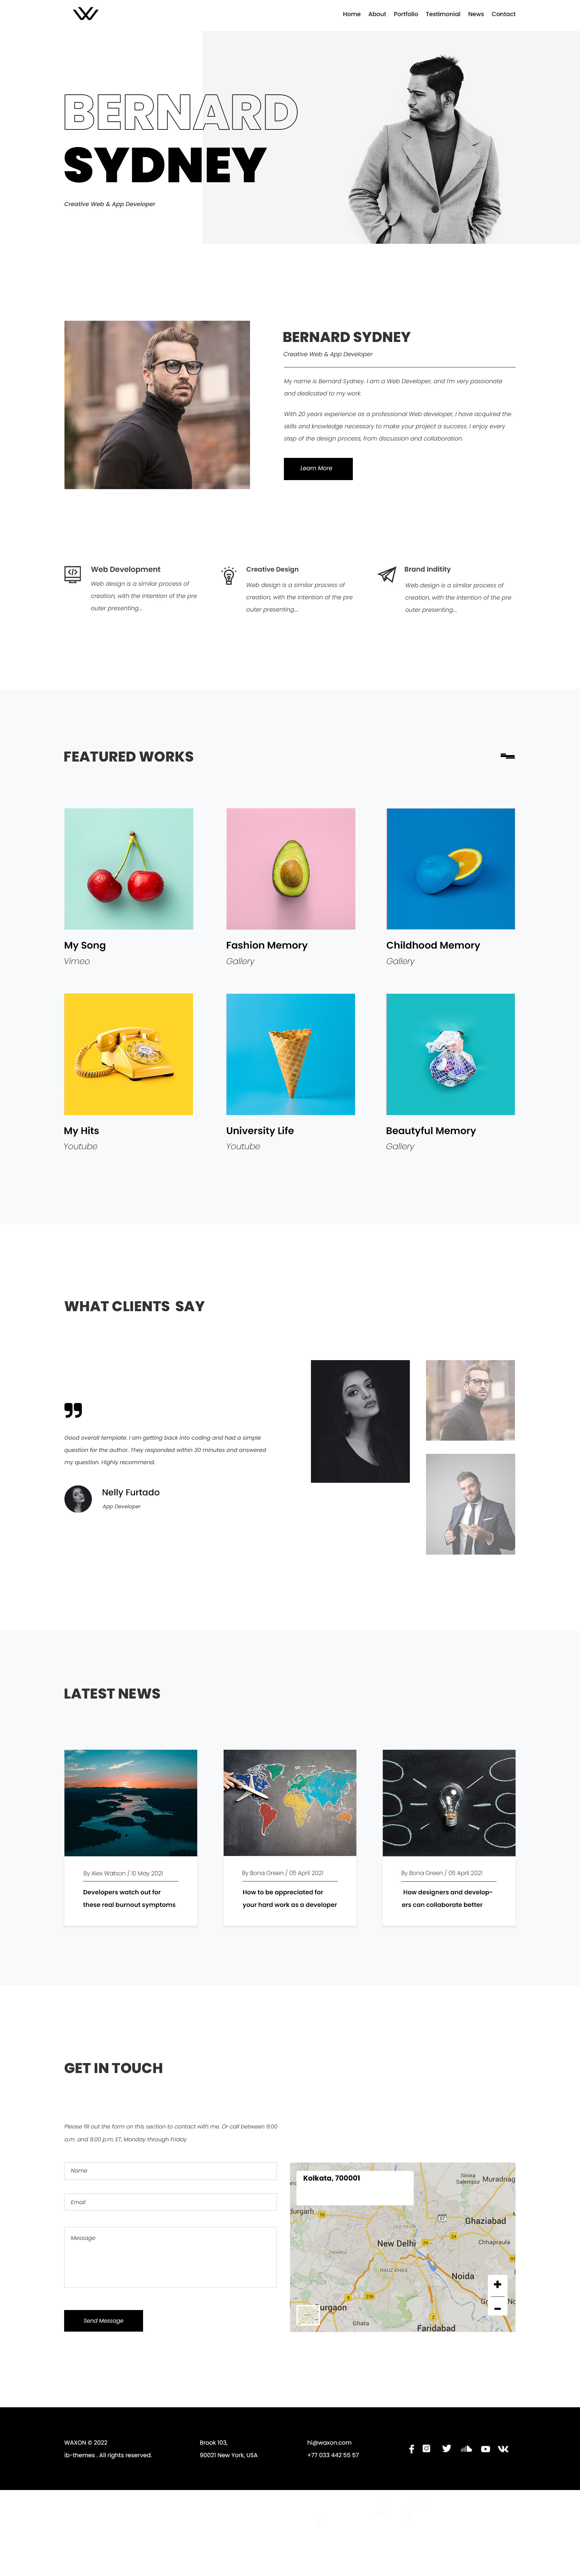 Home About Portfolio Testimonial News Contact
BERNARD
SYDNEY
Creative Web & App Developer
BERNARD SYDNEY
Creative Web & App Developer
My name is Bernard Sydney. I am a Web Developer, and I'm very passionate
and dedicated to my work.
With 20 years experience as a professional Web developer, I have acquired the
skills and knowledge necessary to make your project a success. I enjoy every
step of the design process, from discussion and collaboration.
Learn More
Web Development
Web design is a similar process of
creation, with the intention of the pre
outer presenting...
Creative Design
Web design is a similar process of
creation, with the intention of the pre
outer presenting...
Brand Inditity
Web design is a similar process of
creation, with the intention of the pre
outer presenting...
FEATURED WORKS
My Song
Vimeo
Fashion Memory
Gallery
Childhood Memory
Gallery
My Hits
Youtube
University Life
Youtube
Beautyful Memory
Gallery
WHAT CLIENTS SAY
Good overall template. I am getting back into coding and had a simple
question for the author. They responded within 30 minutes and answered
my question. Highly recommend.
Nelly Furtado
App Developer
LATEST NEWS
By Alex Watson / 10 May 2021
Developers watch out for
these real burnout symptoms
By Bona Green / 05 April 2021
How to be appreciated for
your hard work as a developer
By Bona Green / 05 April 2021
How designers and develop-
ers can collaborate better
GET IN TOUCH
Please fill out the form on this section to contact with me. Or call between 9:00
a.m. and 8:00 p.m. ET, Monday through Friday
Name
Email
Message
Send Message
Kolkata, 700001
Sirora
Salempur
Muradnag
Ghaziabad
Chhapraula
New Delhi
Noida
urgaon
Ghata
Faridabad
WAXON © 2022
ib-themes . All rights reserved.
Brook 103,
90021 New York, USA
hi@waxon.com
+77 033 442 55 57